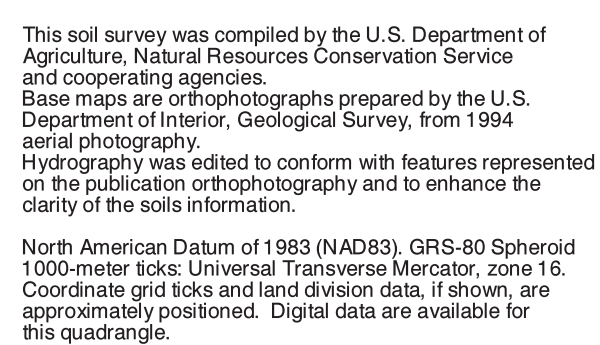 This soil survey was compiled by the U.S. Department of
Agriculture, Natural Resources Conservation Service
and cooperating agencies.
Base maps are orthophotographs prepared by the U.S.
Department of Interior, Geological Survey, from 1994
aerial photography.
Hydrography was edited to conform with features represented
on the publication orthophotography and to enhance the
clarity of the soils information.

North American Datum of 1983 (NAD83). GRS-80 Spheroid
1000-meter ticks: Universal Transverse Mercator, zone 16.
Coordinate grid ticks and land division data, if shown, are
approximately positioned.  Digital data are available for
this quadrangle.